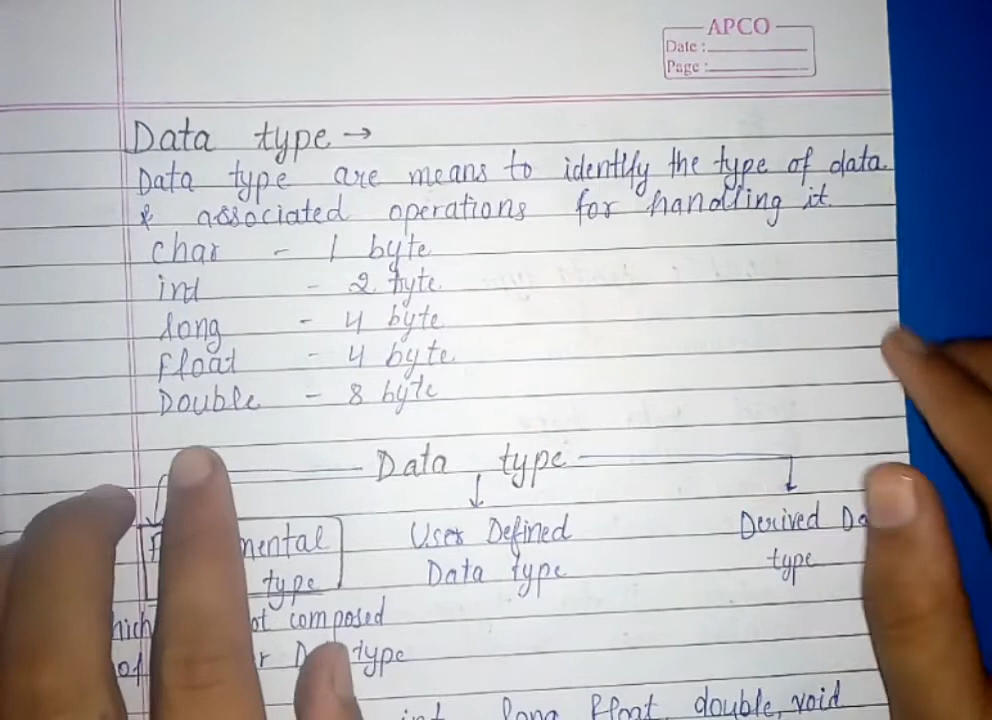 APCO
Date :
Page :
Data type →
Data type are means to identify the type of data
& associated operations for handling it.
char - 1 byte
int - 2 byte
long - 4 byte
Float - 4 byte
Double - 8 byte
Data type
User Defined Derived
mental
Data type type
type
composed
of type
int long float double, void